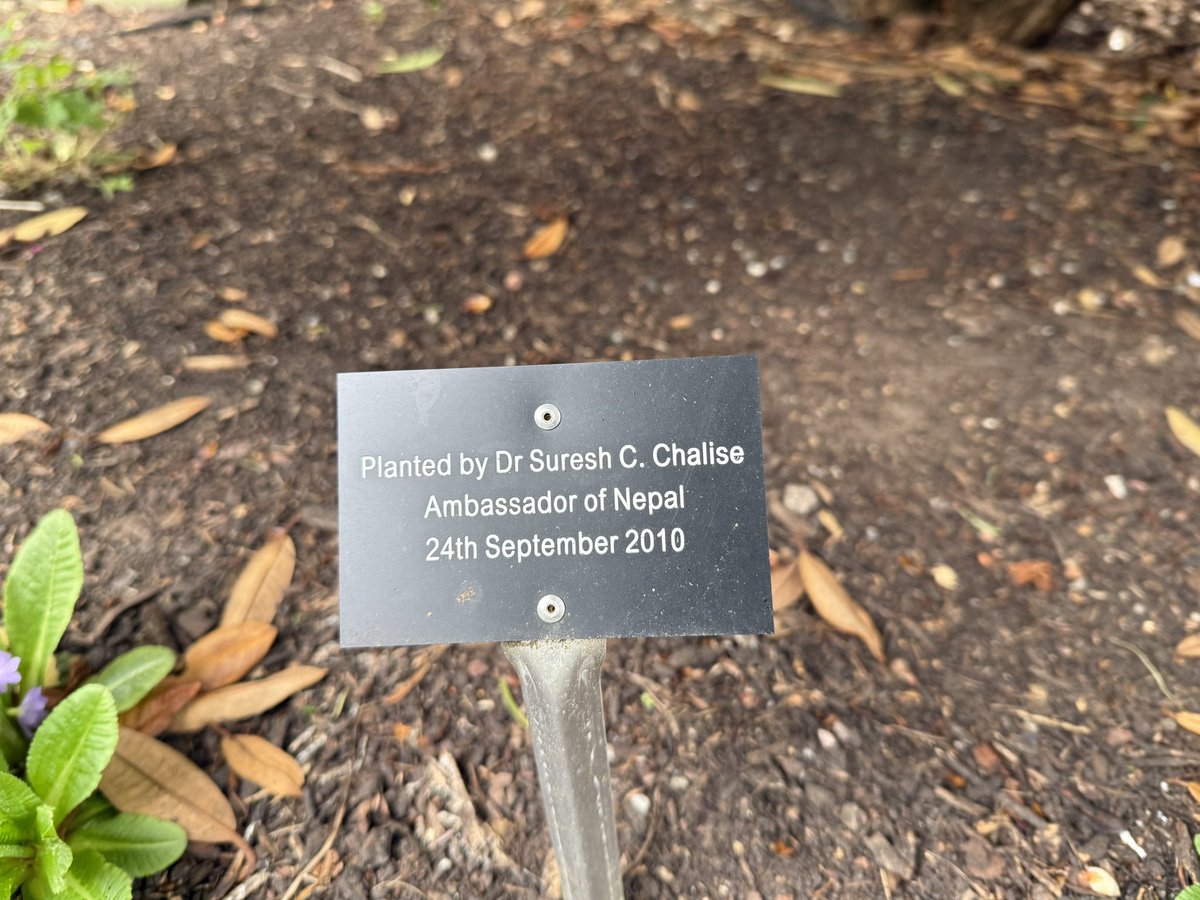 Planted by Dr Suresh C. Chalise
Ambassador of Nepal
24th September 2010